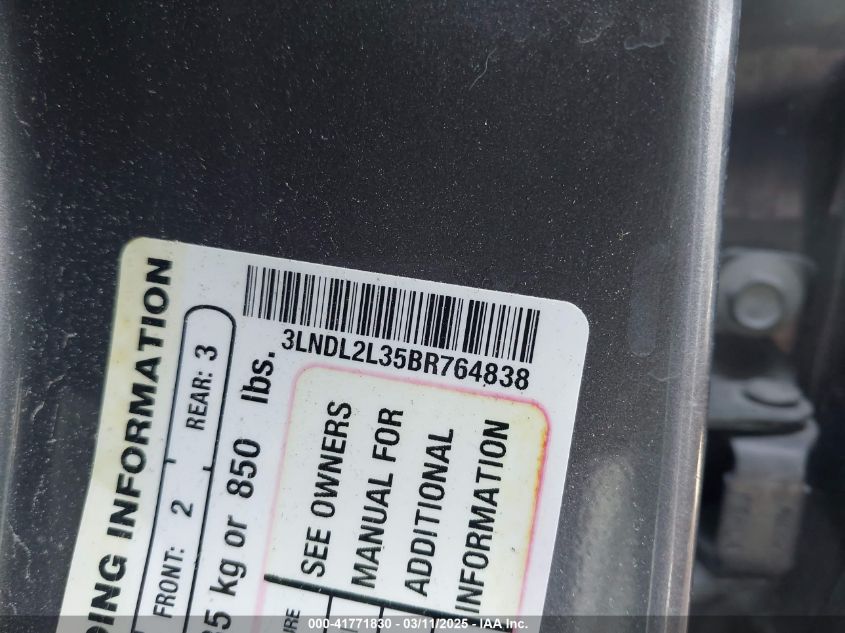 3LNDL2L35BR764838
ING INFORMATION
FRONT: 2 REAR: 3
5 kg or 850 lbs.
SEE OWNERS
MANUAL FOR
ADDITIONAL
INFORMATION
000-41771830 - 03/11/2025 - IAA Inc.